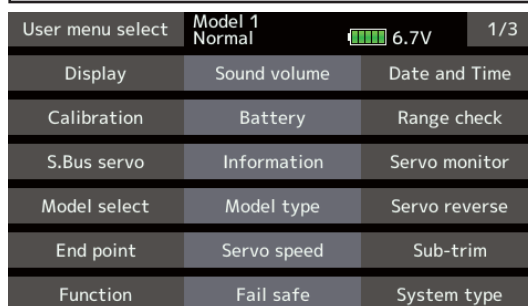 User menu select Model 1 Normal 6.7V 1/3
Display Sound volume Date and Time
Calibration Battery Range check
S.Bus servo Information Servo monitor
Model select Model type Servo reverse
End point Servo speed Sub-trim
Function Fail safe System type